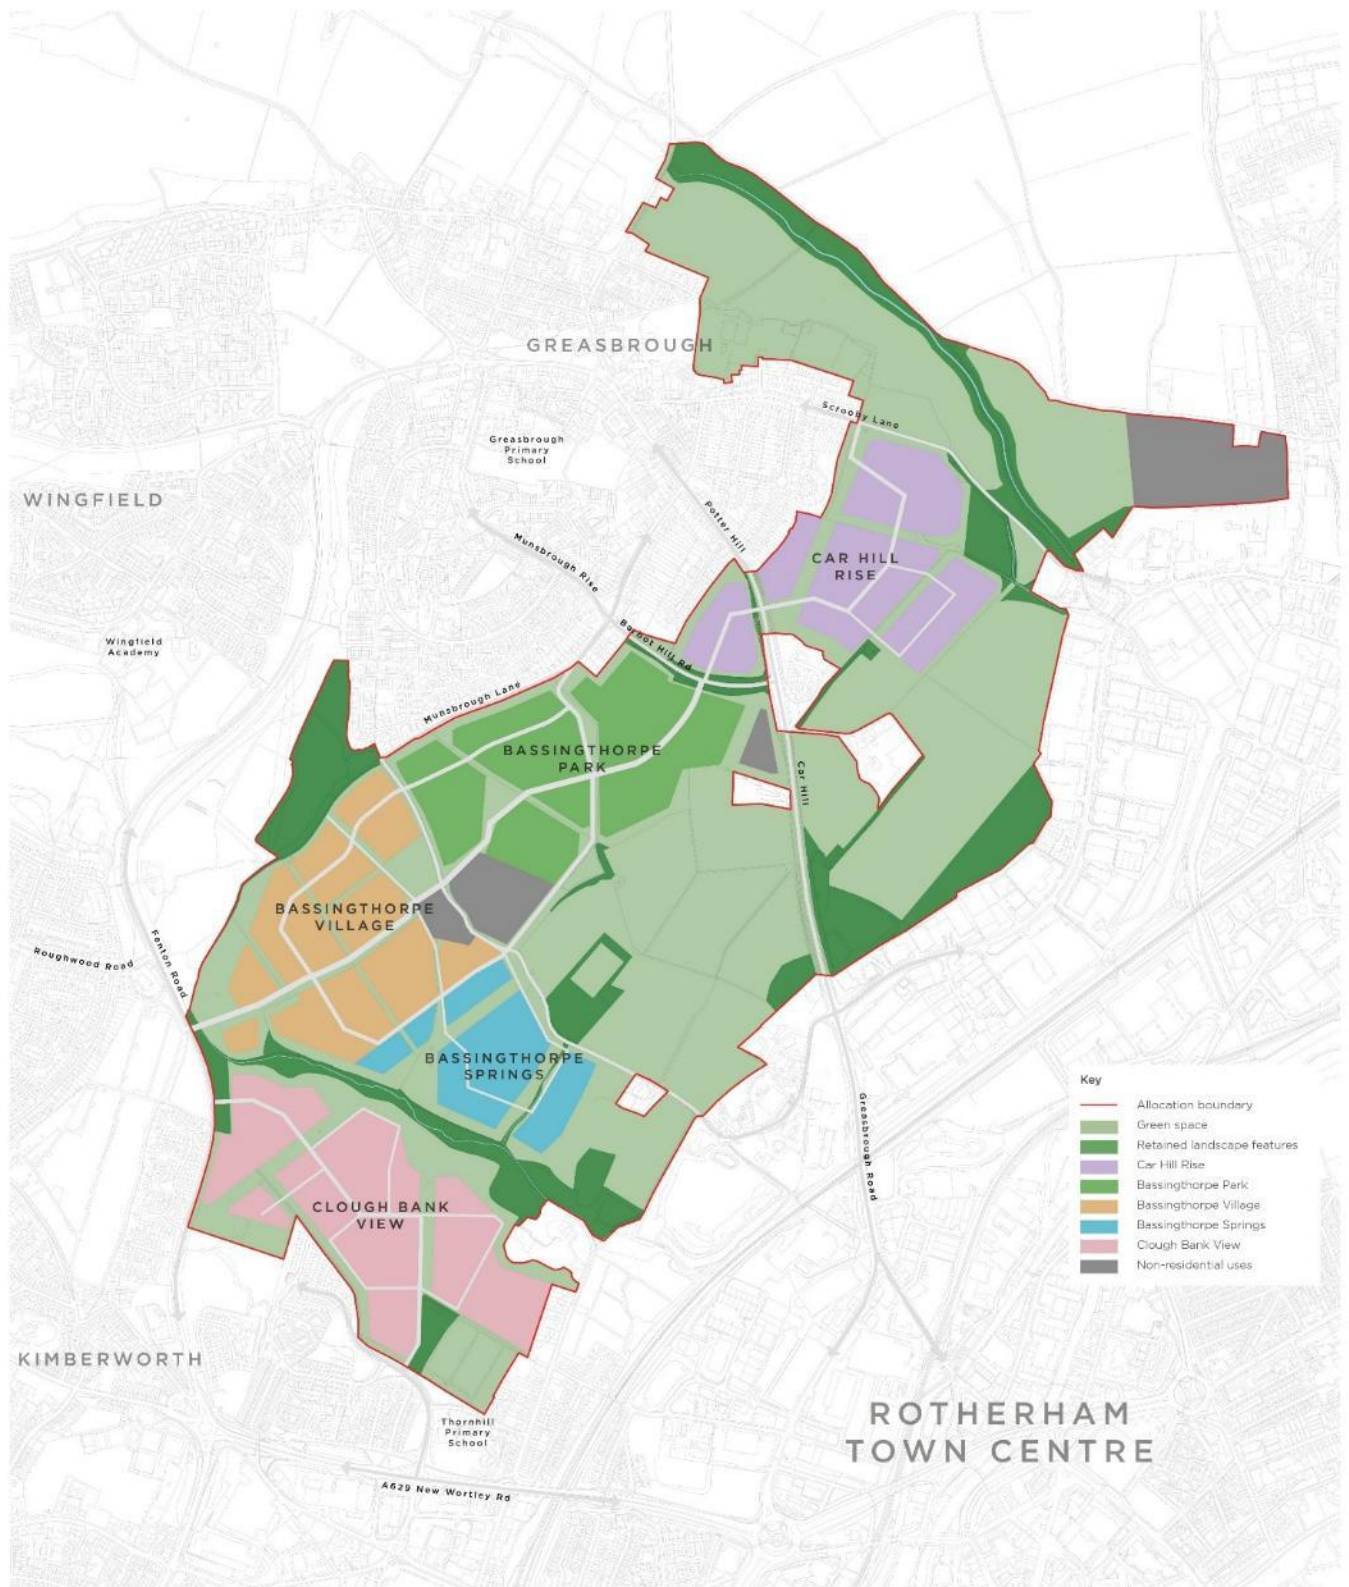 GREASBROUGH
Scrooby Lane
Greasbrough
Primary
School
WINGFIELD
Potter Hill
Munsbrough Rise
CAR HILL
RISE
Wingfield
Academy
Bargot Hill Rd
Munsbrough Lane
BASSINGTHORPE
PARK
Car Hill
BASSINGTHORPE
VILLAGE
Roughwood Road
Fenton Road
BASSINGTHORPE
SPRINGS
Key
Allocation boundary
Green space
Retained landscape features
Car Hill Rise
Bassingthorpe Park
Bassingthorpe Village
Bassingthorpe Springs
Clough Bank View
Non-residential uses
Greasbrough Road
CLOUGH BANK
VIEW
KIMBERWORTH
ROTHERHAM
TOWN CENTRE
Thornhill
Primary
School
A629 New Wortley Rd